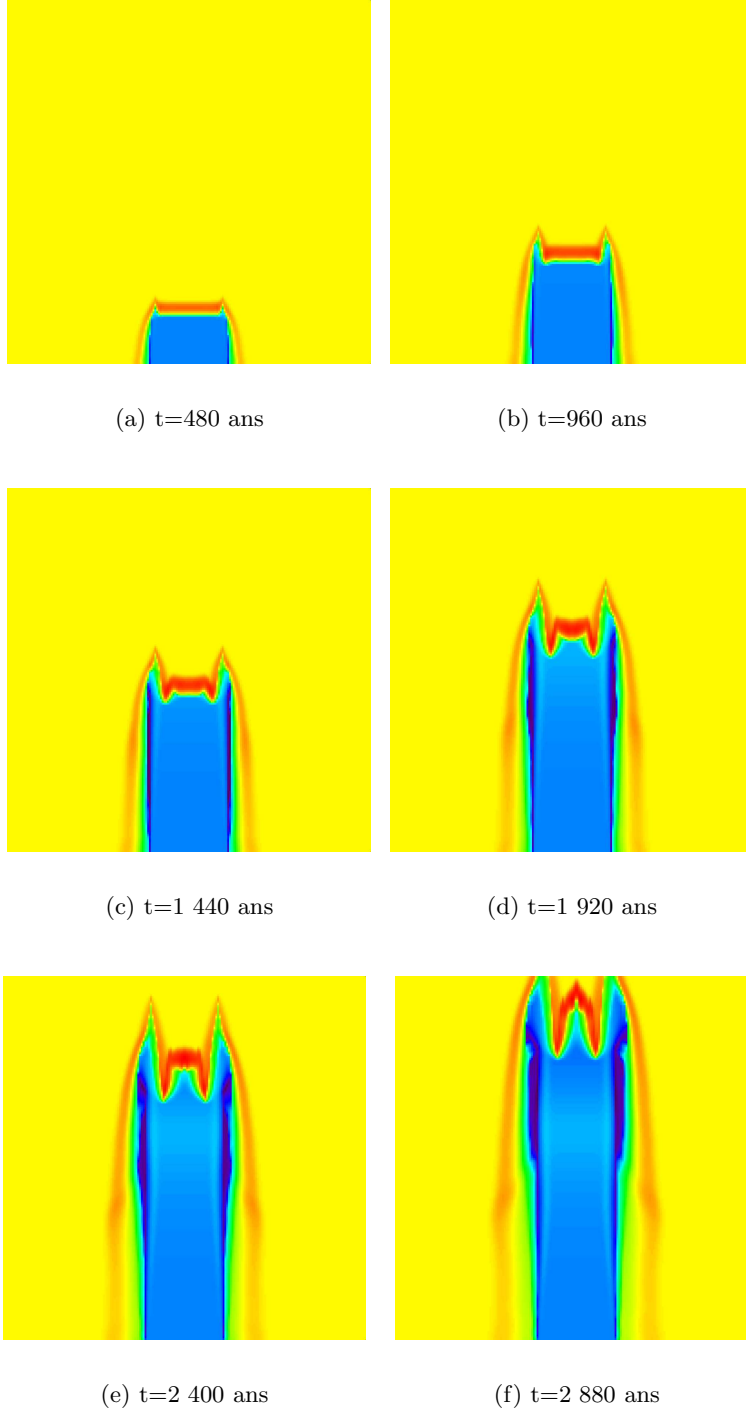 (a) t=480 ans
(b) t=960 ans
(c) t=1 440 ans
(d) t=1 920 ans
(e) t=2 400 ans
(f) t=2 880 ans